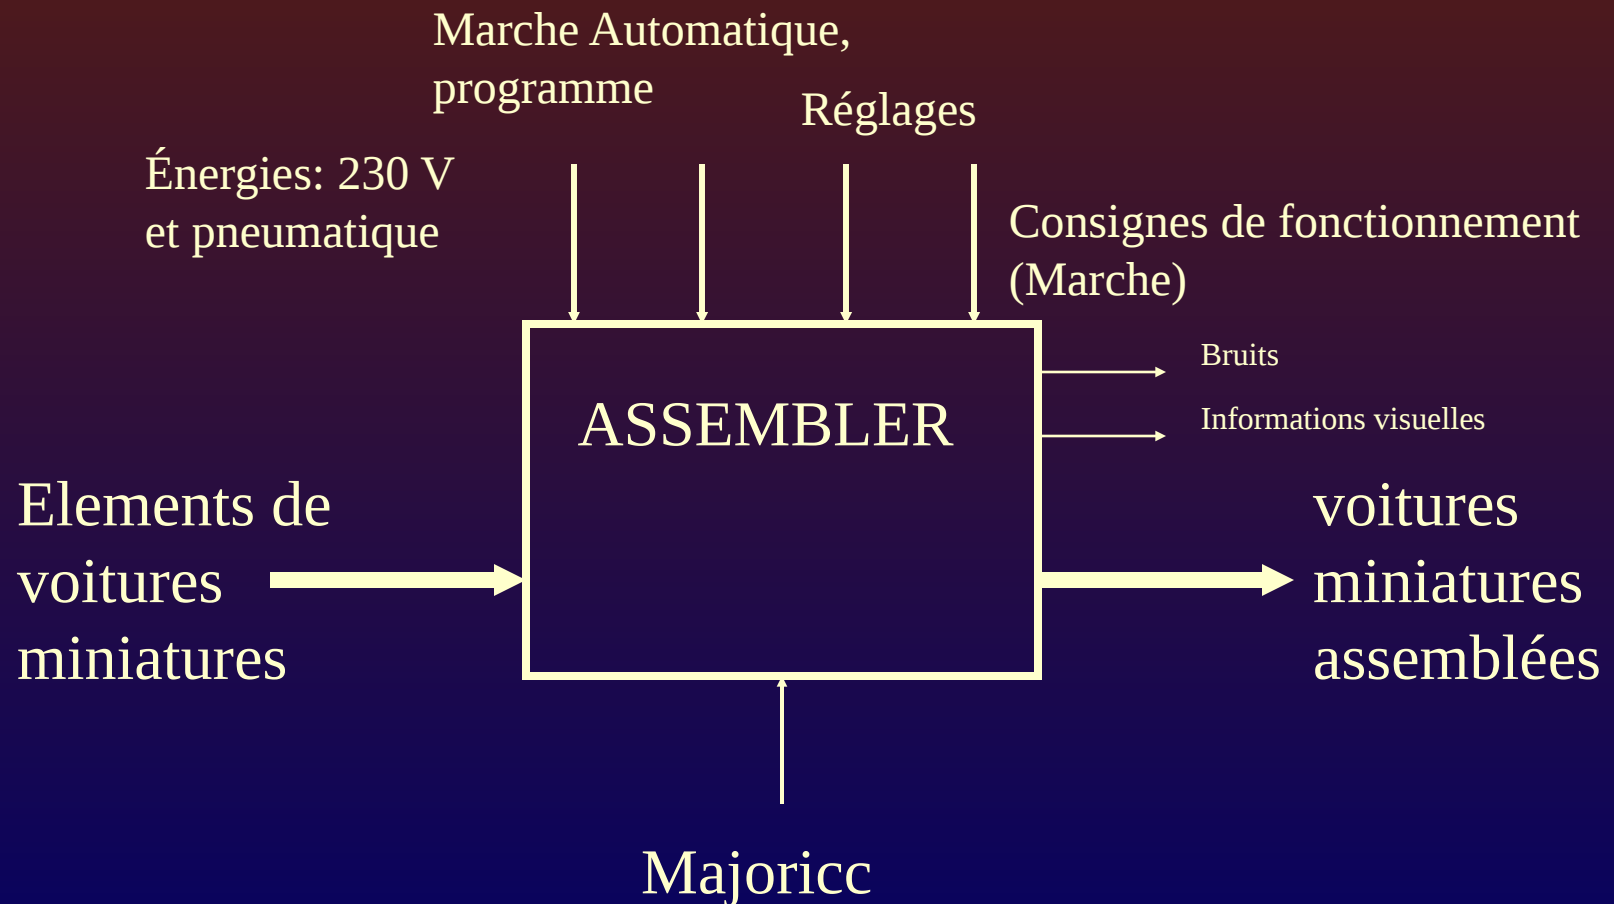 Marche Automatique,
programme
Réglages
Énergies: 230 V
et pneumatique
Consignes de fonctionnement
(Marche)
Bruits
Informations visuelles
ASSEMBLER
Elements de
voitures
miniatures
voitures
miniatures
assemblées
Majoricc